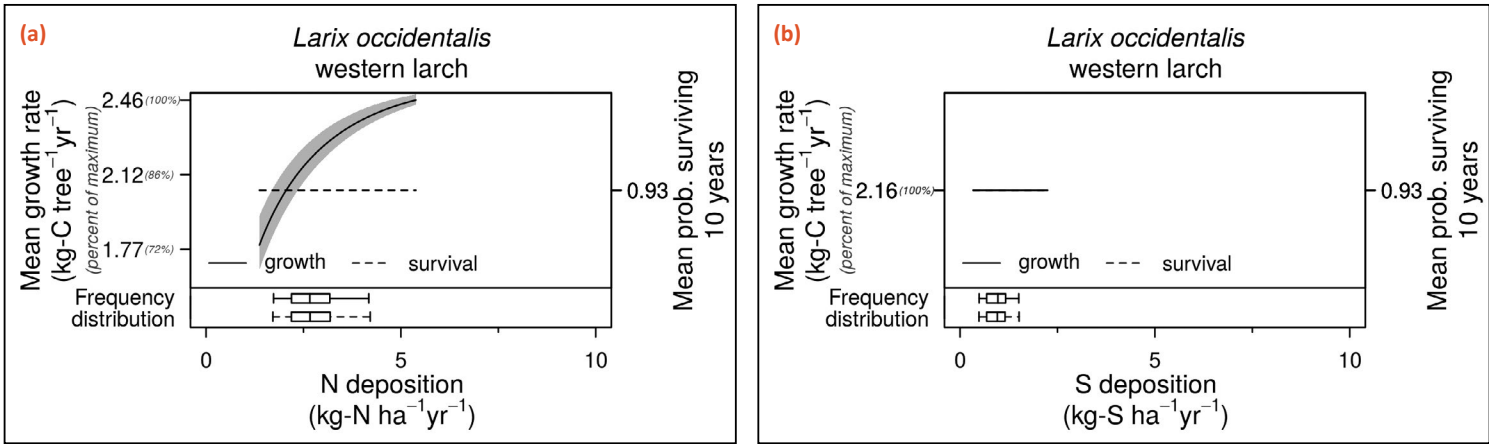 (a)
Larix occidentalis
western larch
Mean growth rate
(kg-C tree⁻¹yr⁻¹)
(percent of maximum)
2.46 (100%)
2.12 (86%)
1.77 (72%)
growth survival
0.93
Mean prob. surviving
10 years
Frequency
distribution
0 5 10
N deposition
(kg-N ha⁻¹yr⁻¹)
(b)
Larix occidentalis
western larch
Mean growth rate
(kg-C tree⁻¹yr⁻¹)
(percent of maximum)
2.16 (100%)
growth survival
0.93
Mean prob. surviving
10 years
Frequency
distribution
0 5 10
S deposition
(kg-S ha⁻¹yr⁻¹)